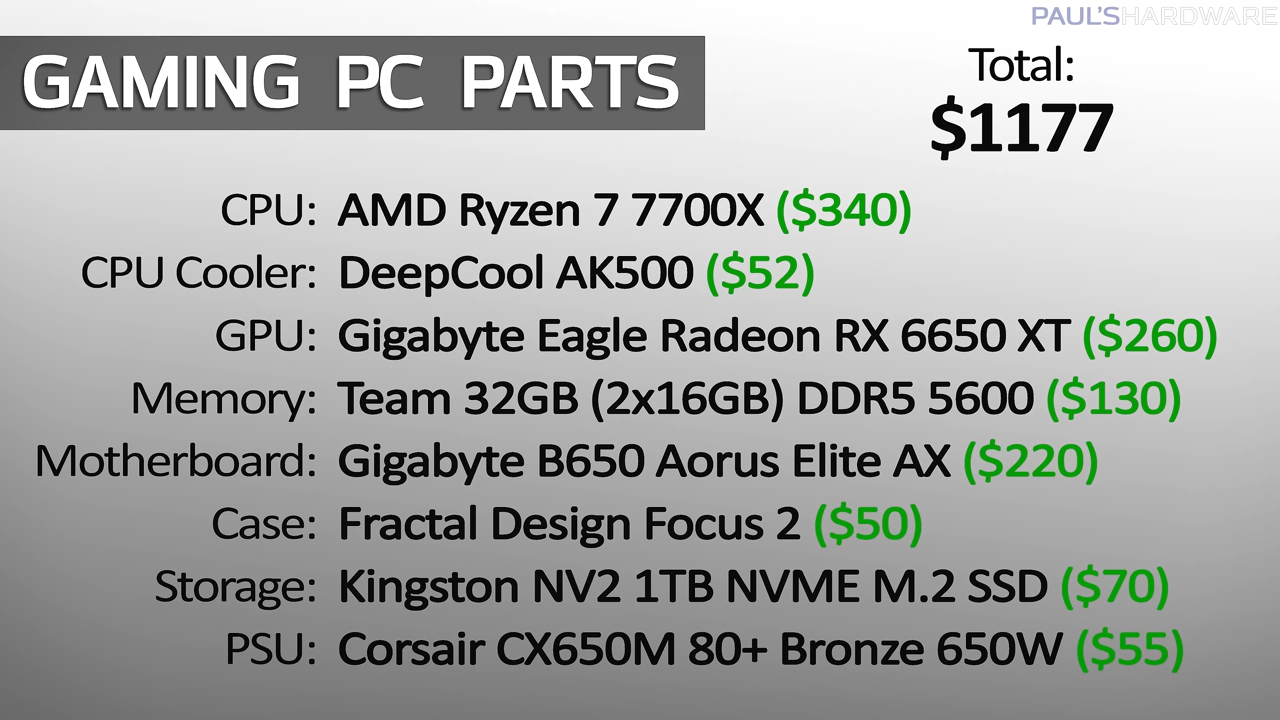 PAUL'SHARDWARE
GAMING PC PARTS
Total:
$1177
CPU: AMD Ryzen 7 7700X ($340)
CPU Cooler: DeepCool AK500 ($52)
GPU: Gigabyte Eagle Radeon RX 6650 XT ($260)
Memory: Team 32GB (2x16GB) DDR5 5600 ($130)
Motherboard: Gigabyte B650 Aorus Elite AX ($220)
Case: Fractal Design Focus 2 ($50)
Storage: Kingston NV2 1TB NVME M.2 SSD ($70)
PSU: Corsair CX650M 80+ Bronze 650W ($55)